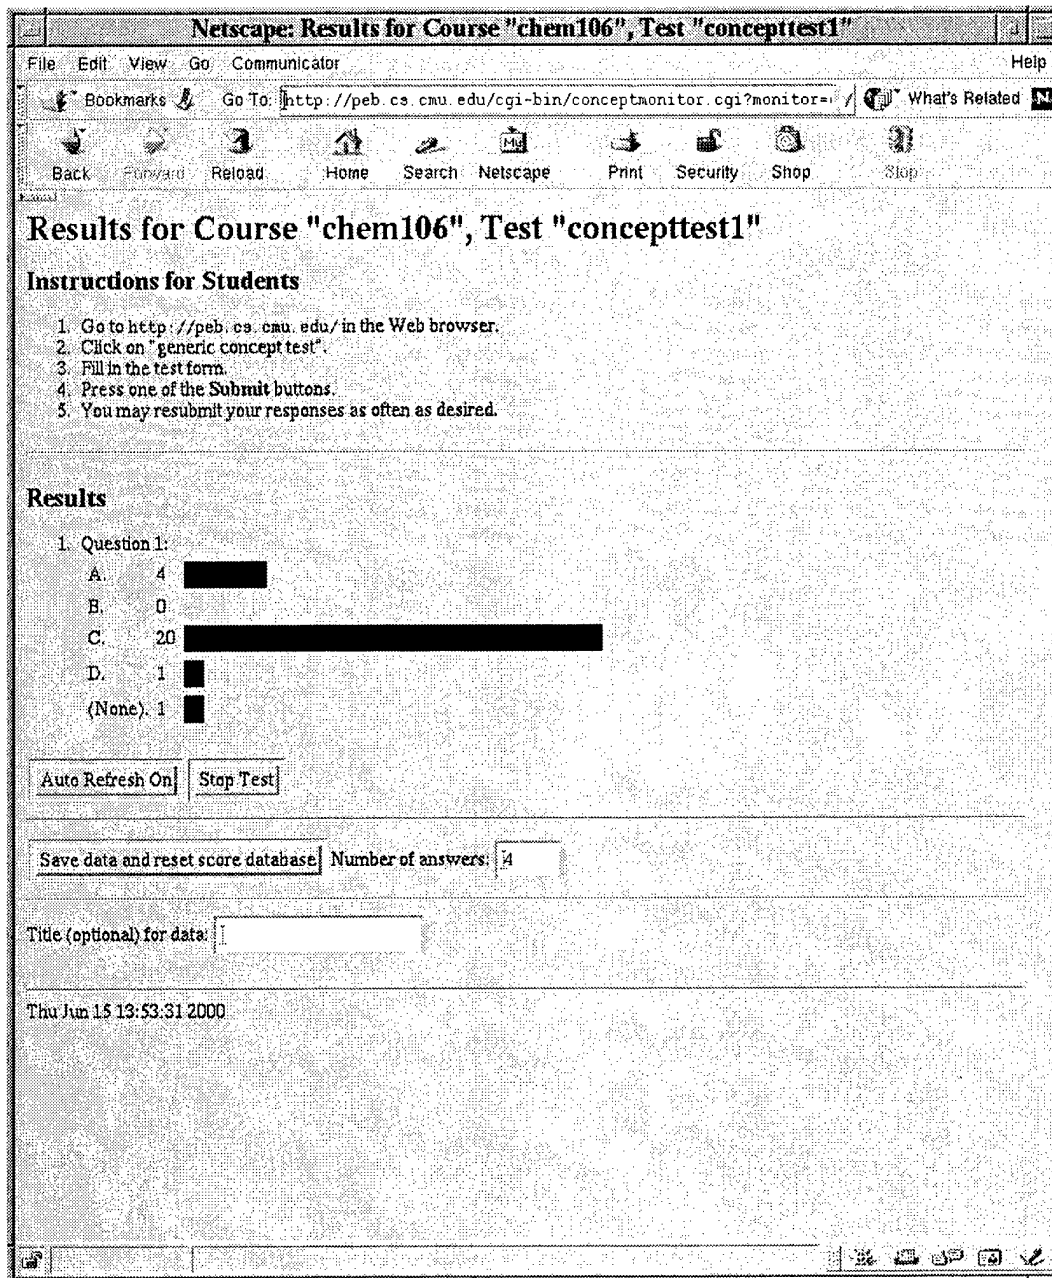 Netscape: Results for Course "chem106", Test "concepttest1"
File Edit View Go Communicator Help
Bookmarks Go To: http://peb.cs.cmu.edu/cgi-bin/conceptmonitor.cgi?monitor= What's Related N
My
Back Forward Reload Home Search Netscape Print Security Shop Stop
Results for Course "chem106", Test "concepttest1"
Instructions for Students
1. Go to http://peb.cs.cmu.edu/ in the Web browser.
2. Click on "generic concept test".
3. Fill in the test form.
4. Press one of the Submit buttons.
5. You may resubmit your responses as often as desired.
Results
1. Question 1:
A. 4
B. 0
C. 20
D. 1
(None). 1
Auto Refresh On Stop Test
Save data and reset score database Number of answers: 4
Title (optional) for data:
Thu Jun 15 13:53:31 2000